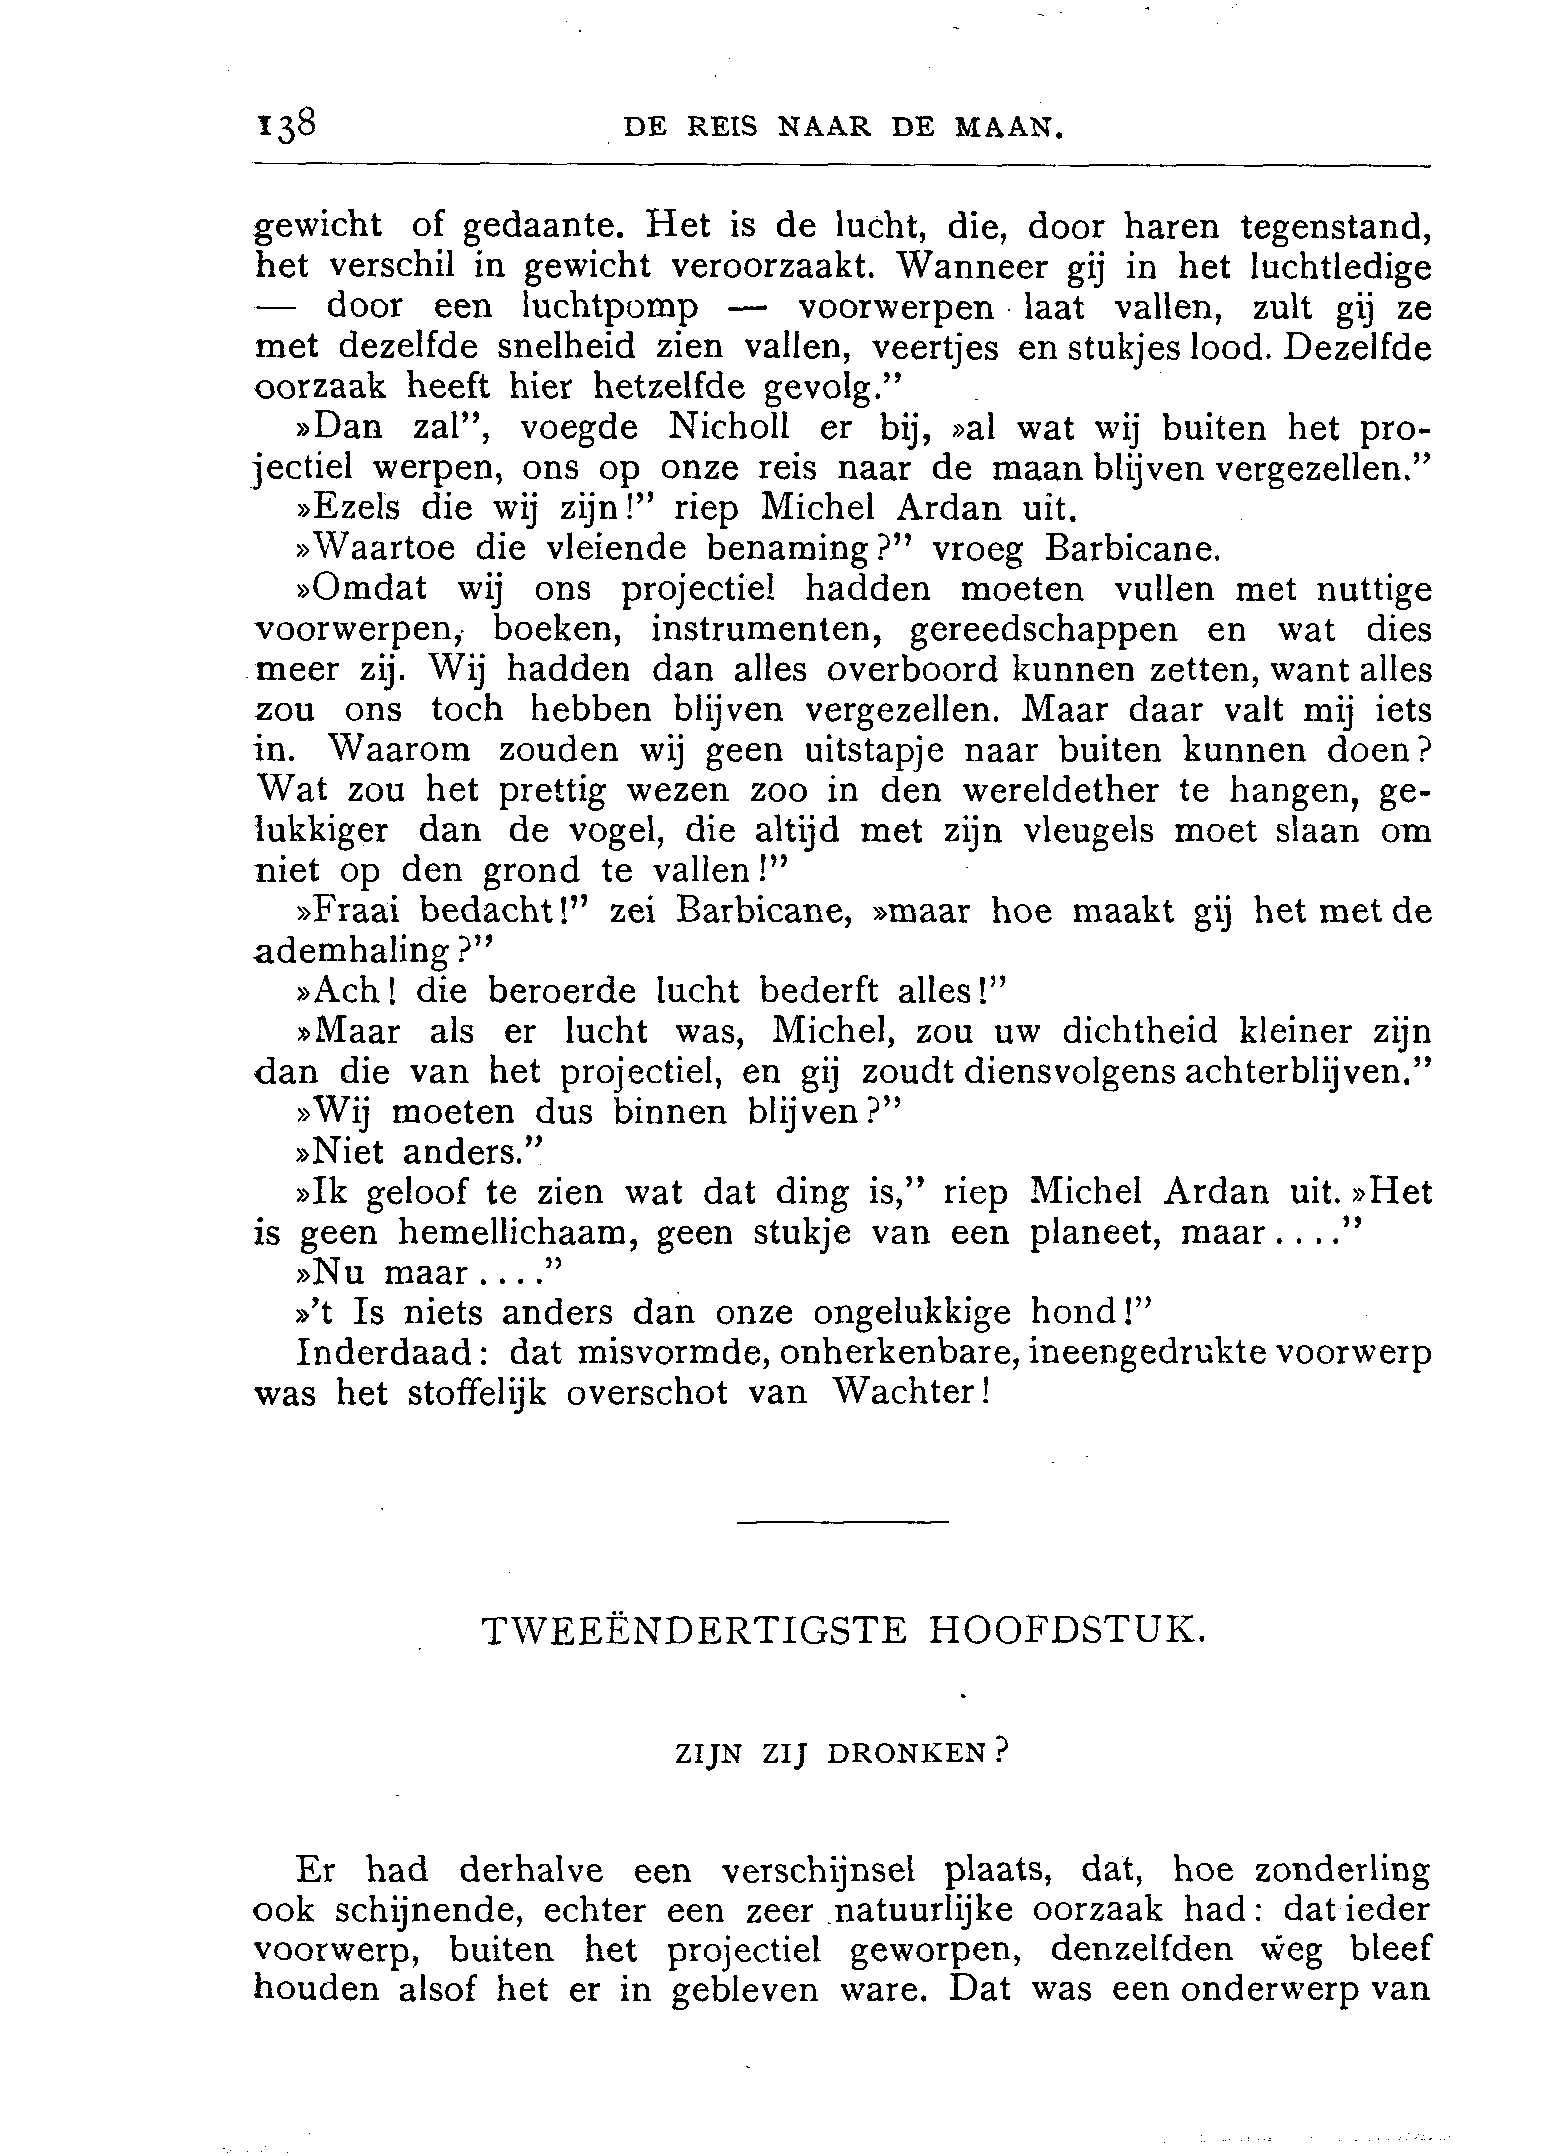 138 DE REIS NAAR DE MAAN.
gewicht of gedaante. Het is de lucht, die, door haren tegenstand,
het verschil in gewicht veroorzaakt. Wanneer gij in het luchtledige
— door een luchtpomp — voorwerpen laat vallen, zult gij ze
met dezelfde snelheid zien vallen, veertjes en stukjes lood. Dezelfde
oorzaak heeft hier hetzelfde gevolg.”
»Dan zal”, voegde Nicholl er bij, »al wat wij buiten het pro-
jectiel werpen, ons op onze reis naar de maan blijven vergezellen.”
»Ezels die wij zijn!” riep Michel Ardan uit.
»Waartoe die vleiende benaming?” vroeg Barbicane.
»Omdat wij ons projectiel hadden moeten vullen met nuttige
voorwerpen, boeken, instrumenten, gereedschappen en wat dies
meer zij. Wij hadden dan alles overboord kunnen zetten, want alles
zou ons toch hebben blijven vergezellen. Maar daar valt mij iets
in. Waarom zouden wij geen uitstapje naar buiten kunnen doen?
Wat zou het prettig wezen zoo in den wereldether te hangen, ge-
lukkiger dan de vogel, die altijd met zijn vleugels moet slaan om
niet op den grond te vallen!”
»Fraai bedacht!” zei Barbicane, »maar hoe maakt gij het met de
ademhaling?”
»Ach! die beroerde lucht bederft alles!”
»Maar als er lucht was, Michel, zou uw dichtheid kleiner zijn
dan die van het projectiel, en gij zoudt diensvolgens achterblijven.”
»Wij moeten dus binnen blijven?”
»Niet anders.”
»Ik geloof te zien wat dat ding is,” riep Michel Ardan uit. »Het
is geen hemellichaam, geen stukje van een planeet, maar . . . .”
»Nu maar . . . .”
»’t Is niets anders dan onze ongelukkige hond!”
Inderdaad: dat misvormde, onherkenbare, ineengedrukte voorwerp
was het stoffelijk overschot van Wachter!
TWEEËNDERTIGSTE HOOFDSTUK.
ZIJN ZIJ DRONKEN?
Er had derhalve een verschijnsel plaats, dat, hoe zonderling
ook schijnende, echter een zeer natuurlijke oorzaak had: dat ieder
voorwerp, buiten het projectiel geworpen, denzelfden weg bleef
houden alsof het er in gebleven ware. Dat was een onderwerp van